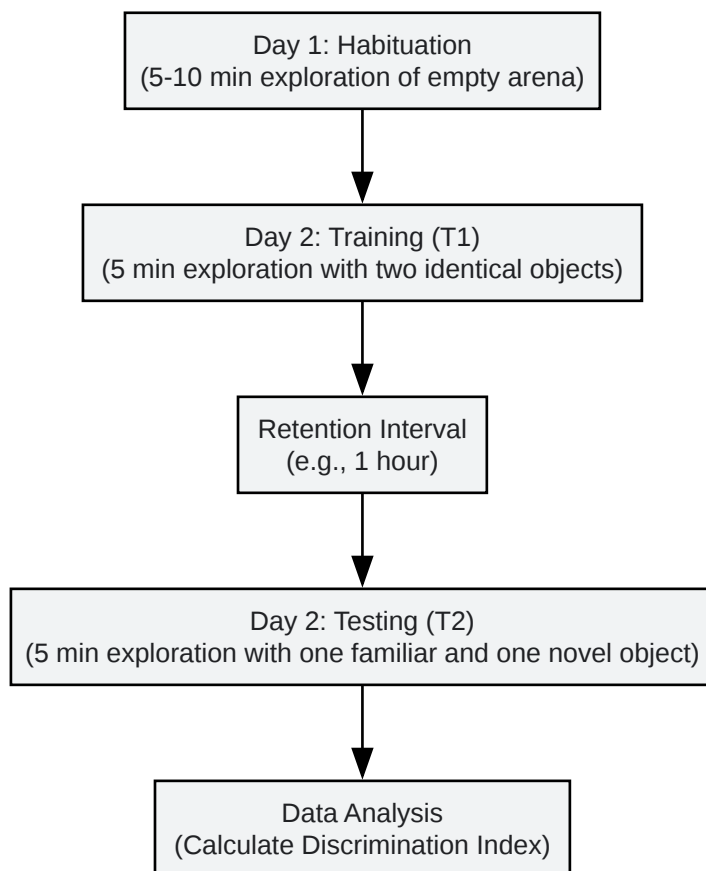 Day 1: Habituation
(5-10 min exploration of empty arena)
Day 2: Training (T1)
(5 min exploration with two identical objects)
Retention Interval
(e.g., 1 hour)
Day 2: Testing (T2)
(5 min exploration with one familiar and one novel object)
Data Analysis
(Calculate Discrimination Index)